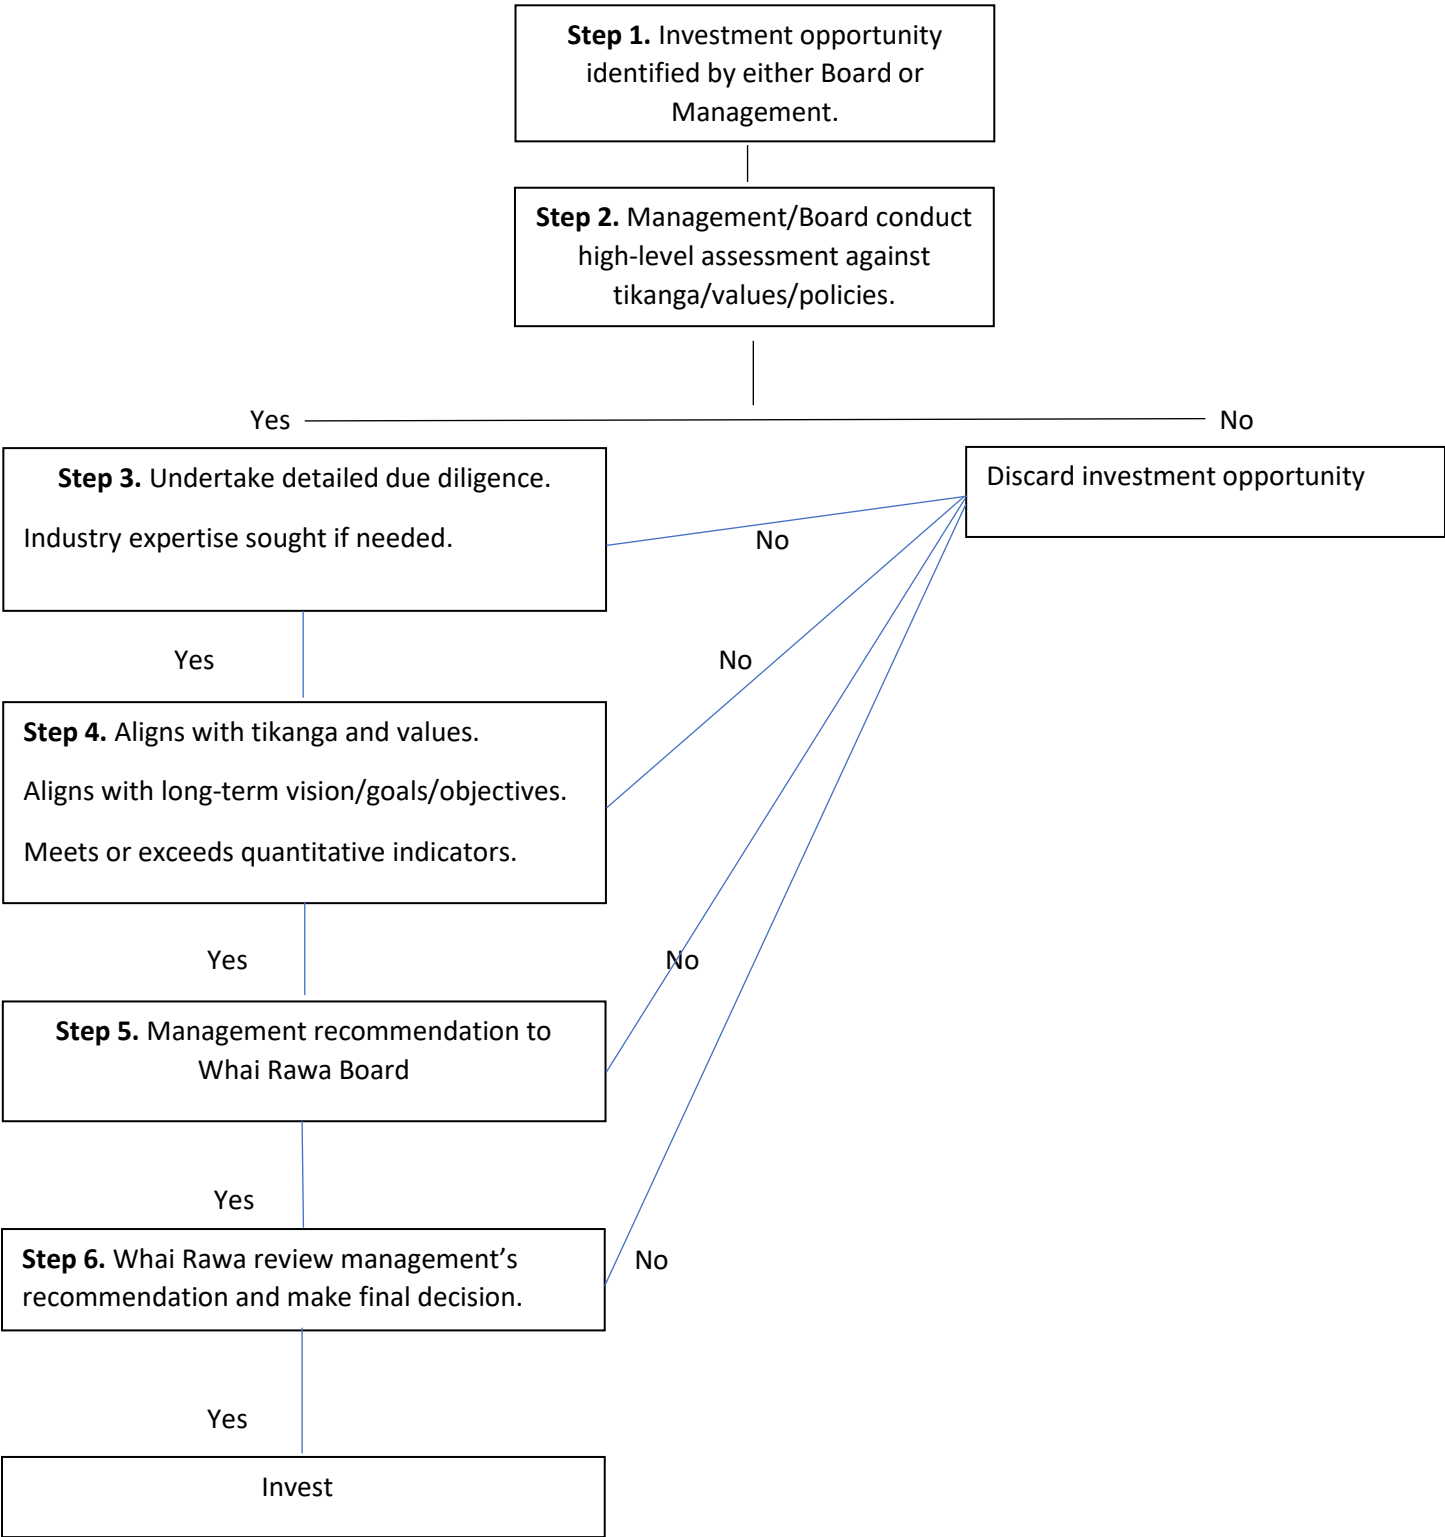 Step 1. Investment opportunity
identified by either Board or
Management.
Step 2. Management/Board conduct
high-level assessment against
tikanga/values/policies.
Yes
No
Step 3. Undertake detailed due diligence.
Industry expertise sought if needed.
Discard investment opportunity
No
Yes
No
Step 4. Aligns with tikanga and values.
Aligns with long-term vision/goals/objectives.
Meets or exceeds quantitative indicators.
Yes
No
Step 5. Management recommendation to
Whai Rawa Board
Yes
Step 6. Whai Rawa review management’s
recommendation and make final decision.
No
Yes
Invest